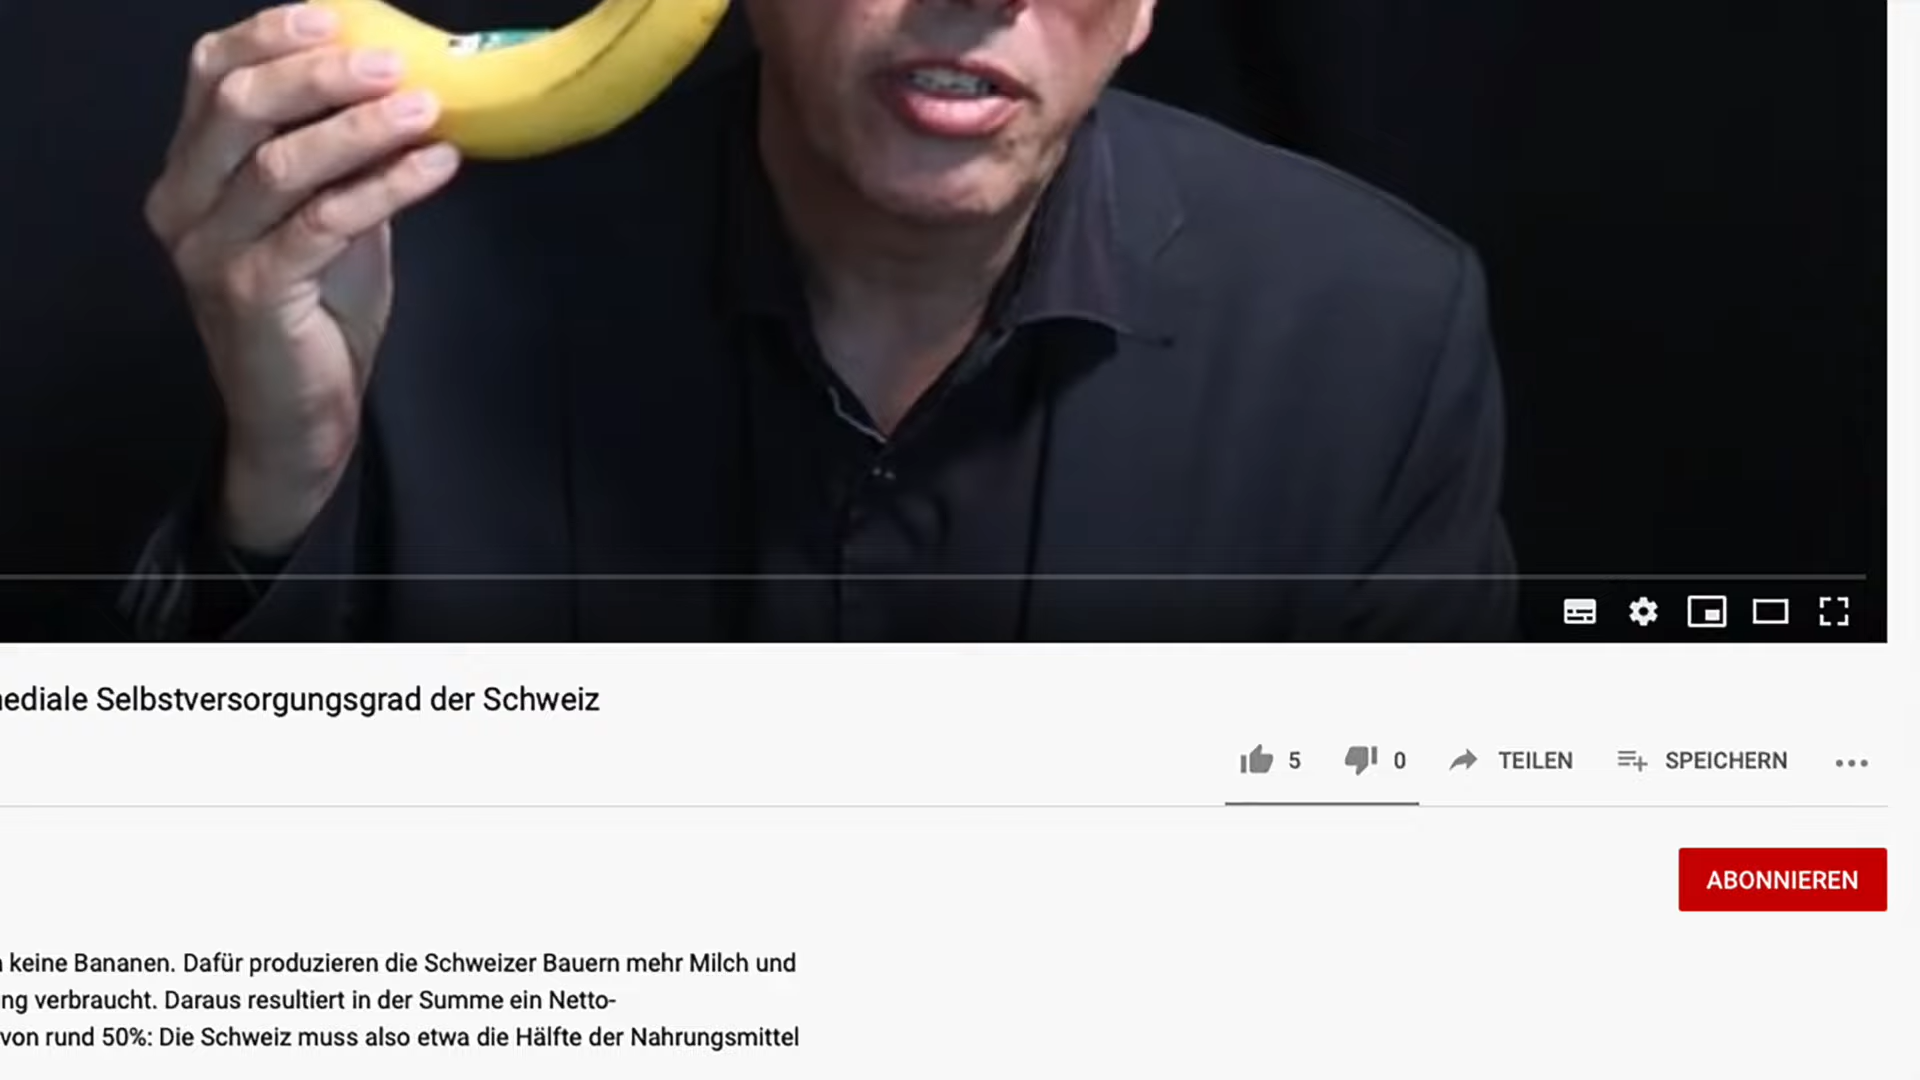 mediale Selbstversorgungsgrad der Schweiz
5 0 TEILEN SPEICHERN
ABONNIEREN
keine Bananen. Dafür produzieren die Schweizer Bauern mehr Milch und
verbraucht. Daraus resultiert in der Summe ein Netto-
von rund 50%: Die Schweiz muss also etwa die Hälfte der Nahrungsmittel